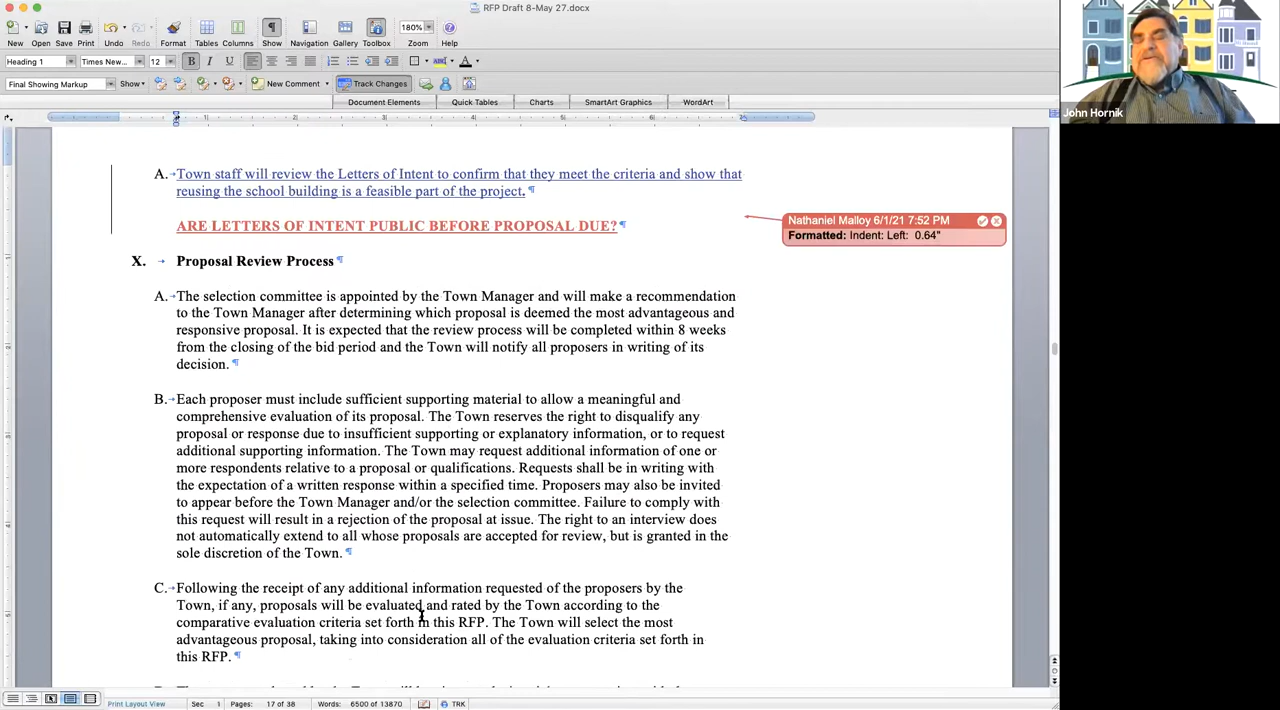 RFP Draft 8-May 27.docx
180%
New Open Save Print Undo Redo Format Tables Columns Show Navigation Gallery Toolbox Zoom Help
Heading 1 Times New... 12 B I U
Final Showing Markup Show New Comment Track Changes
Document Elements Quick Tables Charts SmartArt Graphics WordArt
John Hornik
A. Town staff will review the Letters of Intent to confirm that they meet the criteria and show that
reusing the school building is a feasible part of the project. ¶
ARE LETTERS OF INTENT PUBLIC BEFORE PROPOSAL DUE? ¶
Nathaniel Malloy 6/1/21 7:52 PM
Formatted: Indent: Left: 0.64"
X. Proposal Review Process ¶
A. The selection committee is appointed by the Town Manager and will make a recommendation
to the Town Manager after determining which proposal is deemed the most advantageous and
responsive proposal. It is expected that the review process will be completed within 8 weeks
from the closing of the bid period and the Town will notify all proposers in writing of its
decision. ¶
B. Each proposer must include sufficient supporting material to allow a meaningful and
comprehensive evaluation of its proposal. The Town reserves the right to disqualify any
proposal or response due to insufficient supporting or explanatory information, or to request
additional supporting information. The Town may request additional information of one or
more respondents relative to a proposal or qualifications. Requests shall be in writing with
the expectation of a written response within a specified time. Proposers may also be invited
to appear before the Town Manager and/or the selection committee. Failure to comply with
this request will result in a rejection of the proposal at issue. The right to an interview does
not automatically extend to all whose proposals are accepted for review, but is granted in the
sole discretion of the Town. ¶
C. Following the receipt of any additional information requested of the proposers by the
Town, if any, proposals will be evaluated and rated by the Town according to the
comparative evaluation criteria set forth in this RFP. The Town will select the most
advantageous proposal, taking into consideration all of the evaluation criteria set forth in
this RFP. ¶
Print Layout View Sec 1 Pages: 17 of 38 Words: of 13870 TRK